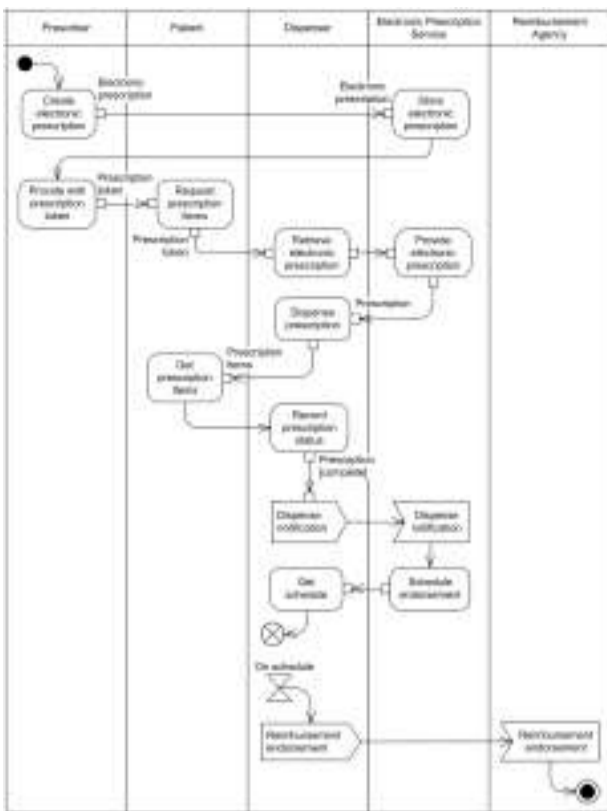 Prescriber
Patient
Dispenser
Electronic Prescription
Service
Reimbursement
Agency
Create
electronic
prescription
Electronic
prescription
Electronic
prescription
Store
electronic
prescription
Provide
prescription
token
Prescription
token
Request
prescription
items
Prescription
token
Retrieve
electronic
prescription
Provide
electronic
prescription
Prescription
Dispense
prescription
Prescription
items
Get
prescription
items
Record
prescription
status
Prescription
[complete]
Dispense
notification
Dispense
notification
Get
schedule
Schedule
endorsement
On schedule
Reimbursement
endorsement
Reimbursement
endorsement